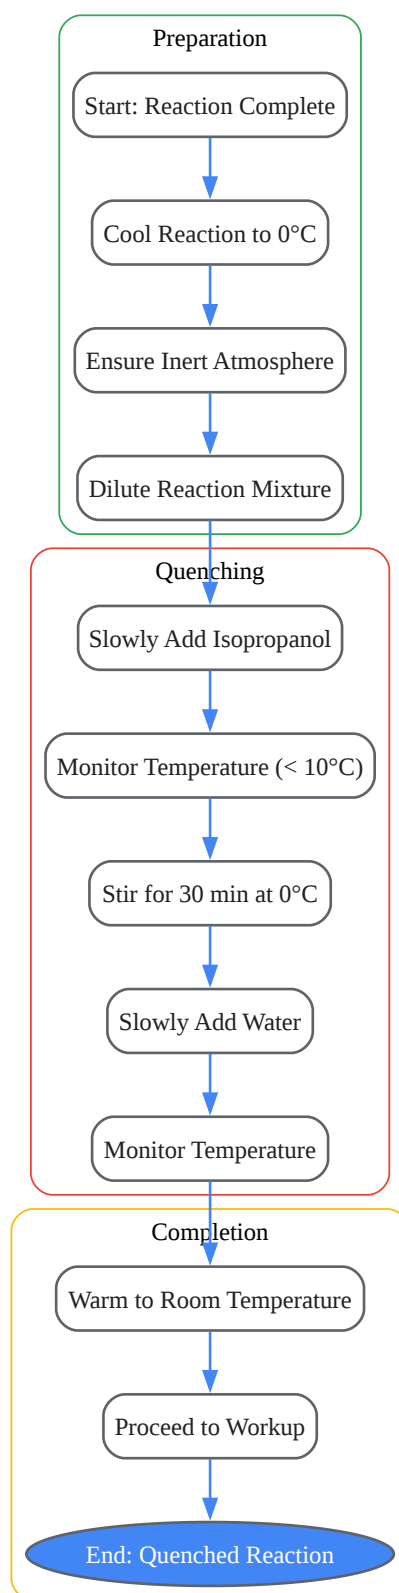 Preparation
Start: Reaction Complete
Cool Reaction to 0°C
Ensure Inert Atmosphere
Dilute Reaction Mixture
Quenching
Slowly Add Isopropanol
Monitor Temperature (< 10°C)
Stir for 30 min at 0°C
Slowly Add Water
Monitor Temperature
Completion
Warm to Room Temperature
Proceed to Workup
End: Quenched Reaction